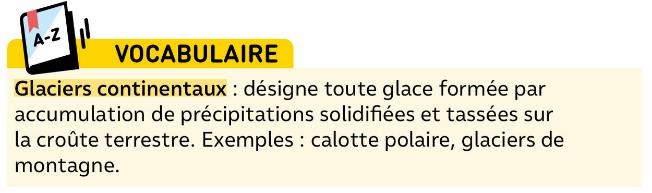 A-Z
VOCABULAIRE
Glaciers continentaux : désigne toute glace formée par
accumulation de précipitations solidifiées et tassées sur
la croûte terrestre. Exemples : calotte polaire, glaciers de
montagne.